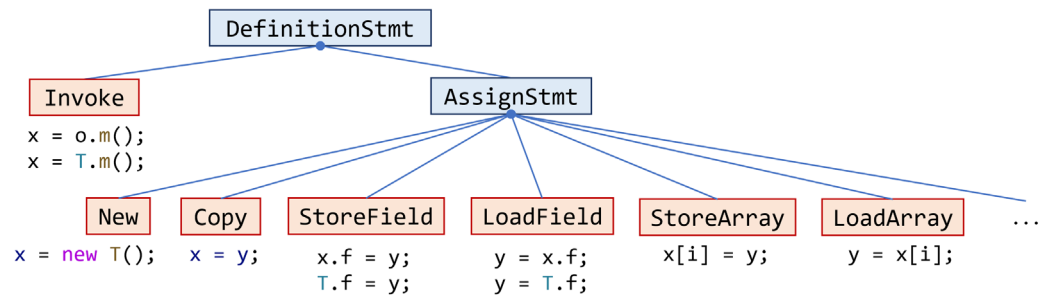 DefinitionStmt
Invoke
AssignStmt
x = o.m();
x = T.m();
New
Copy
StoreField
LoadField
StoreArray
LoadArray
...
x = new T();
x = y;
x.f = y;
y = x.f;
x[i] = y;
y = x[i];
T.f = y;
y = T.f;